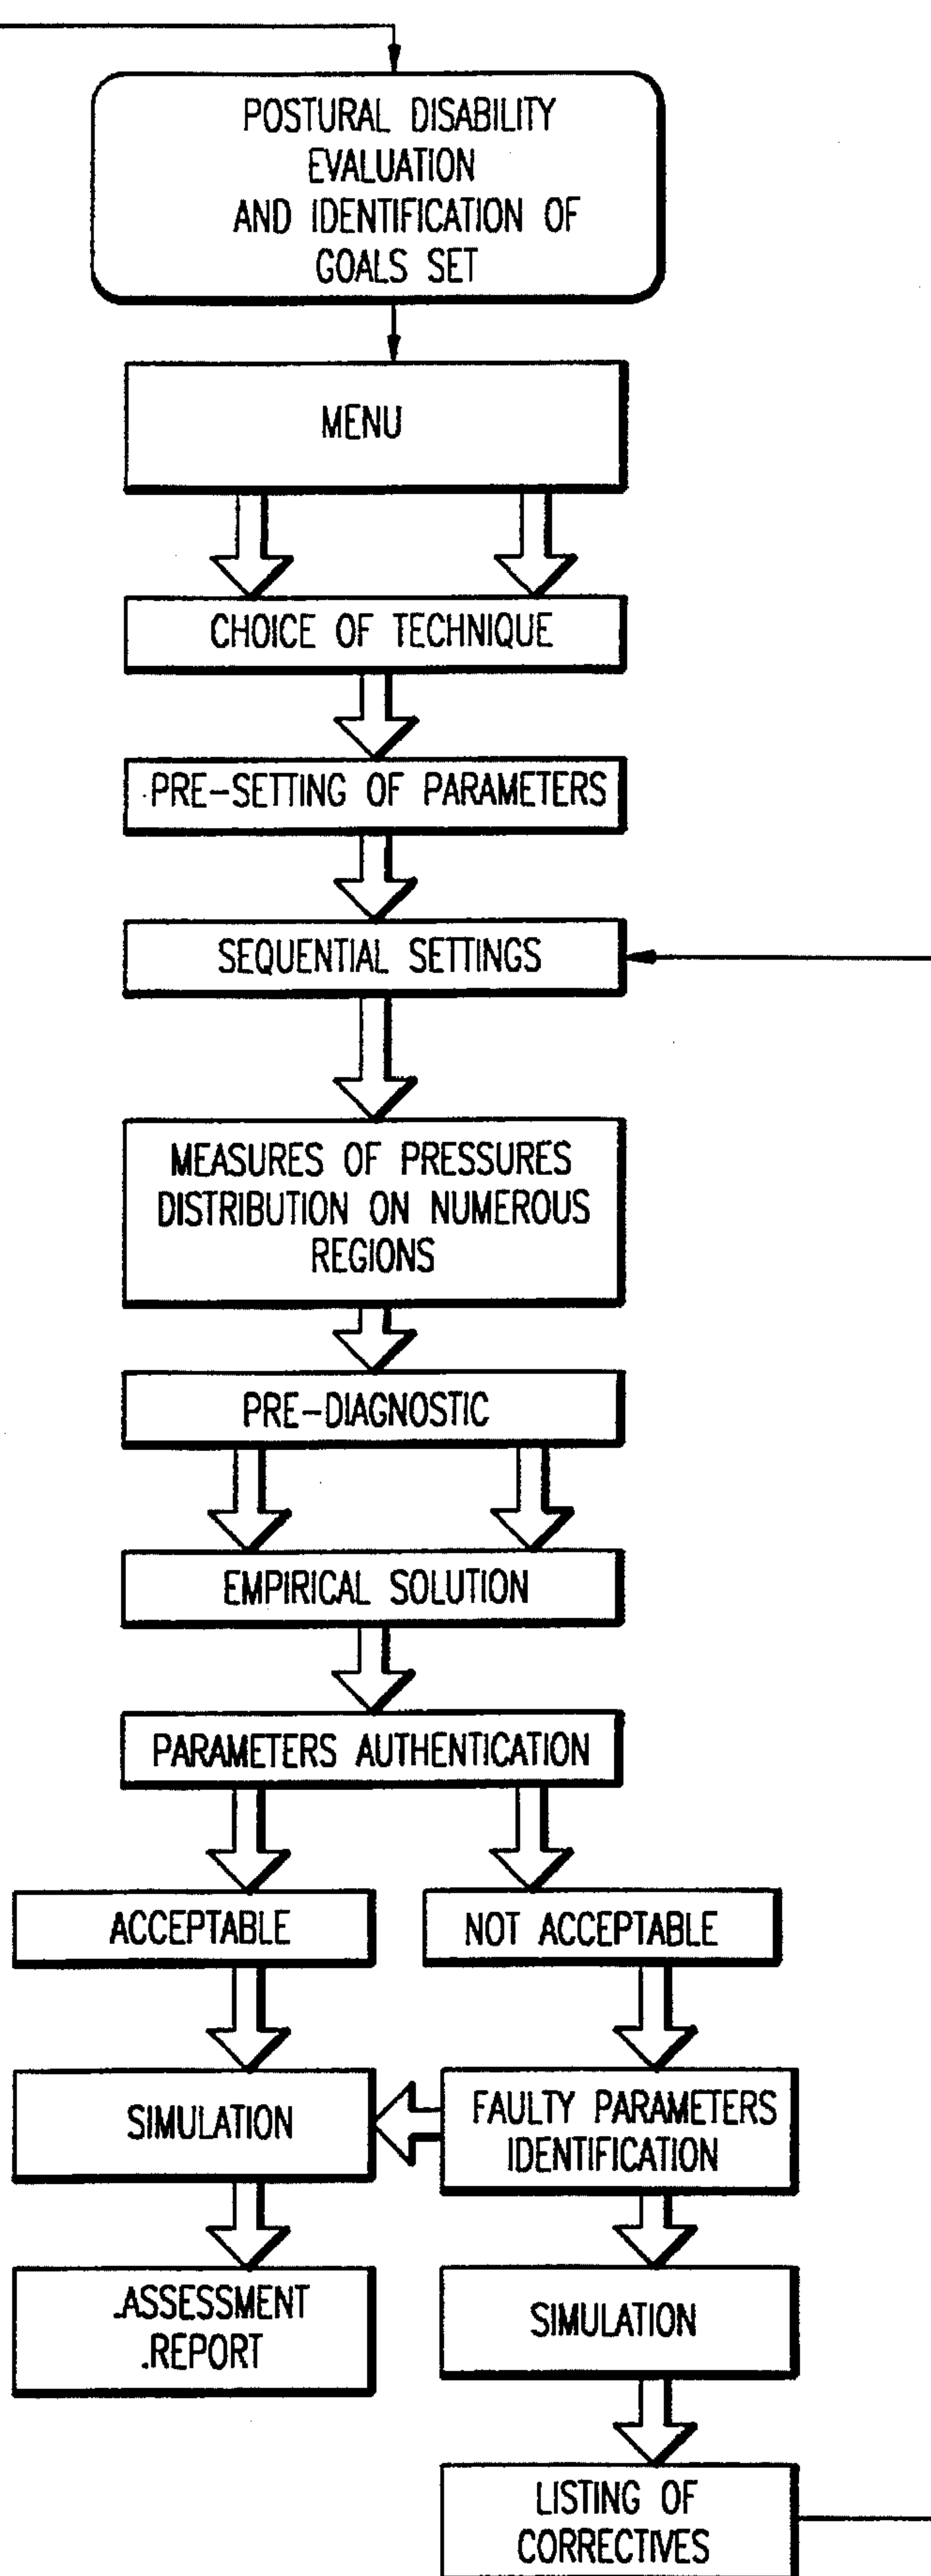 POSTURAL DISABILITY
EVALUATION
AND IDENTIFICATION OF
GOALS SET
MENU
CHOICE OF TECHNIQUE
PRE-SETTING OF PARAMETERS
SEQUENTIAL SETTINGS
MEASURES OF PRESSURES
DISTRIBUTION ON NUMEROUS
REGIONS
PRE-DIAGNOSTIC
EMPIRICAL SOLUTION
PARAMETERS AUTHENTICATION
ACCEPTABLE
NOT ACCEPTABLE
SIMULATION
FAULTY PARAMETERS
IDENTIFICATION
.ASSESSMENT
.REPORT
SIMULATION
LISTING OF
CORRECTIVES